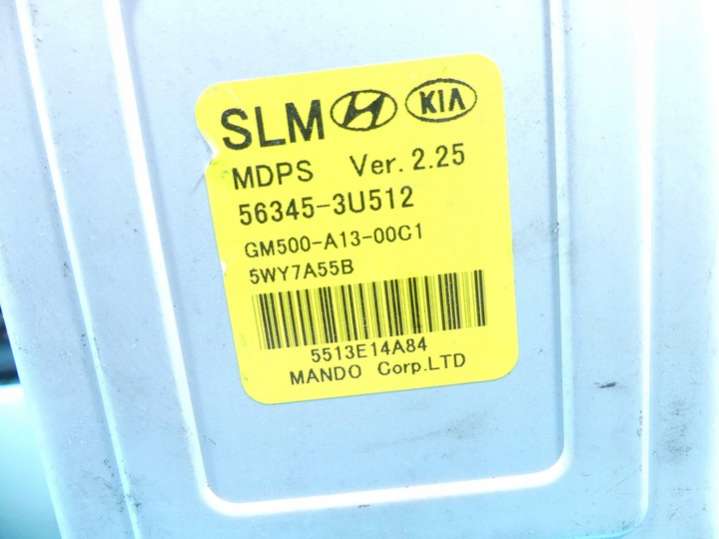 SLM KIA
MDPS Ver. 2.25
56345-3U512
GM500-A13-00C1
5WY7A55B
5513E14A84
MANDO Corp.LTD